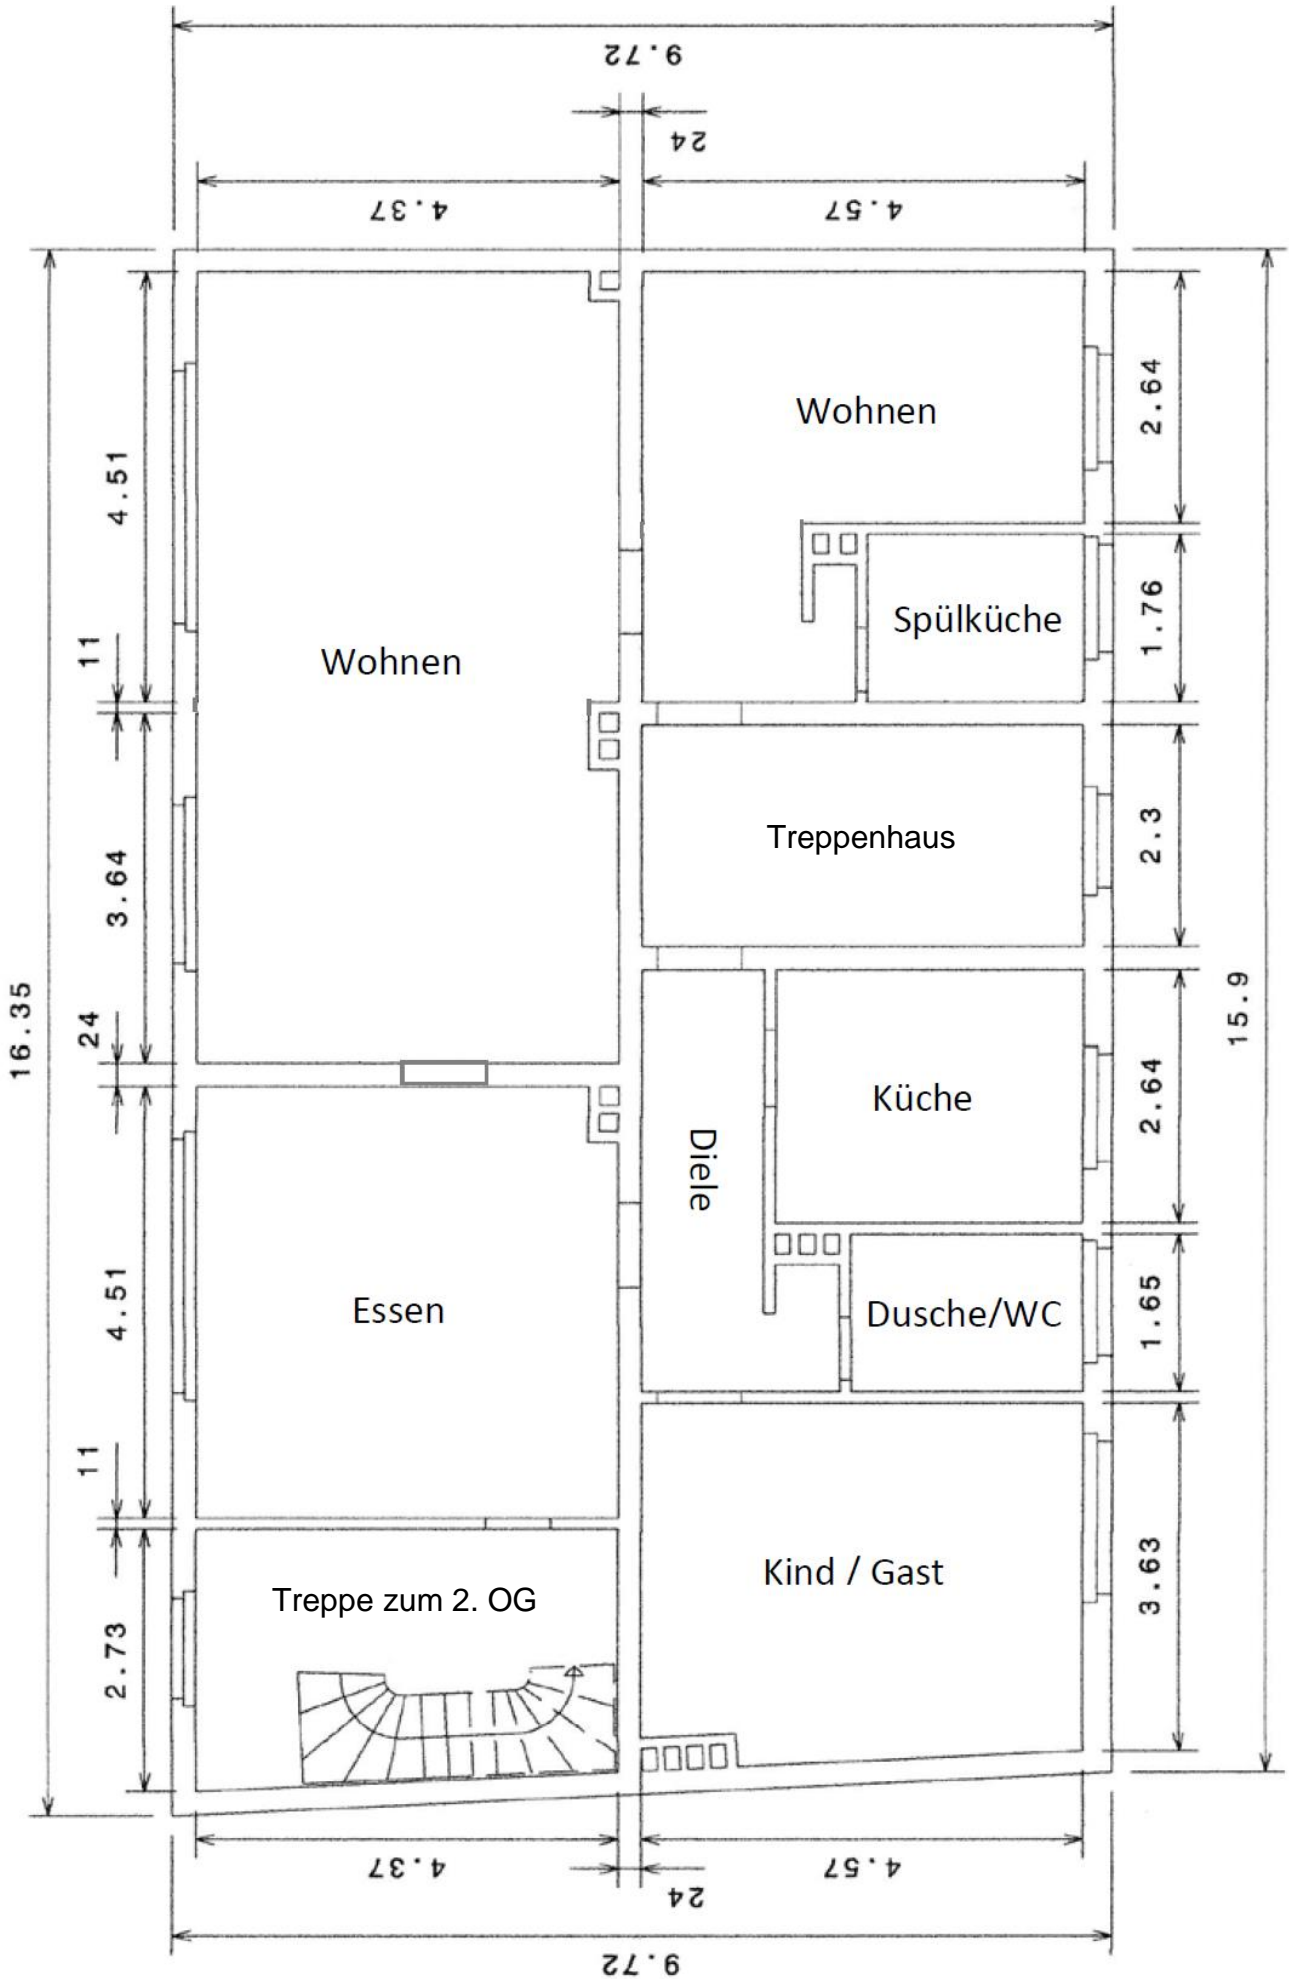 9.72
24
4.37
4.57
2.64
Wohnen
4.51
1.76
Spülküche
11
Wohnen
2.3
Treppenhaus
3.64
16.35
15.9
24
2.64
Küche
Diele
4.51
Essen
1.65
Dusche/WC
11
3.63
Kind / Gast
Treppe zum 2. OG
2.73
4.37
4.57
24
9.72